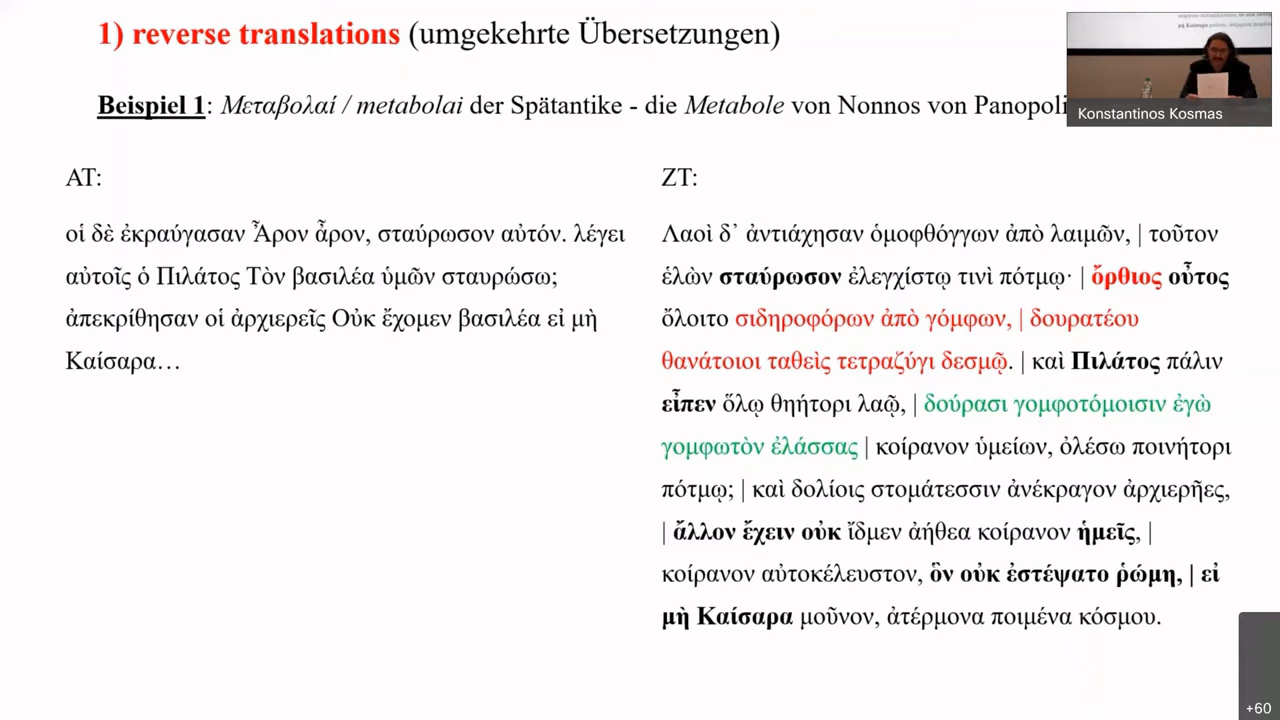 1) reverse translations (umgekehrte Übersetzungen)
Beispiel 1: Μεταβολαί / metabolai der Spätantike - die Metabole von Nonnos von Panopoli
Konstantinos Kosmas
ΑΤ:
οἱ δὲ ἐκραύγασαν Ἆρον ἆρον, σταύρωσον αὐτόν. λέγει
αὐτοῖς ὁ Πιλάτος Τὸν βασιλέα ὑμῶν σταυρώσω;
ἀπεκρίθησαν οἱ ἀρχιερεῖς Οὐκ ἔχομεν βασιλέα εἰ μὴ
Καίσαρα…
ΖΤ:
Λαοὶ δ᾽ ἀντιάχησαν ὁμοφθόγγων ἀπὸ λαιμῶν, | τοῦτον
ἑλὼν σταύρωσον ἐλεγχίστῳ τινὶ πότμῳ· | ὄρθιος οὗτος
ὄλοιτο σιδηροφόρων ἀπὸ γόμφων, | δουρατέου
θανάτοιοι ταθεὶς τετραζύγι δεσμῷ. | καὶ Πιλάτος πάλιν
εἶπεν ὅλῳ θηήτορι λαῷ, | δούρασι γομφοτόμοισιν ἐγὼ
γομφωτὸν ἐλάσσας | κοίρανον ὑμείων, ὀλέσω ποινήτορι
πότμῳ; | καὶ δολίοις στομάτεσσιν ἀνέκραγον ἀρχιερῆες,
| ἄλλον ἔχειν οὐκ ἴδμεν ἀήθεα κοίρανον ἡμεῖς, |
κοίρανον αὐτοκέλευστον, ὃν οὐκ ἐστέψατο ῥώμη, | εἰ
μὴ Καίσαρα μοῦνον, ἀτέρμονα ποιμένα κόσμου.
+60